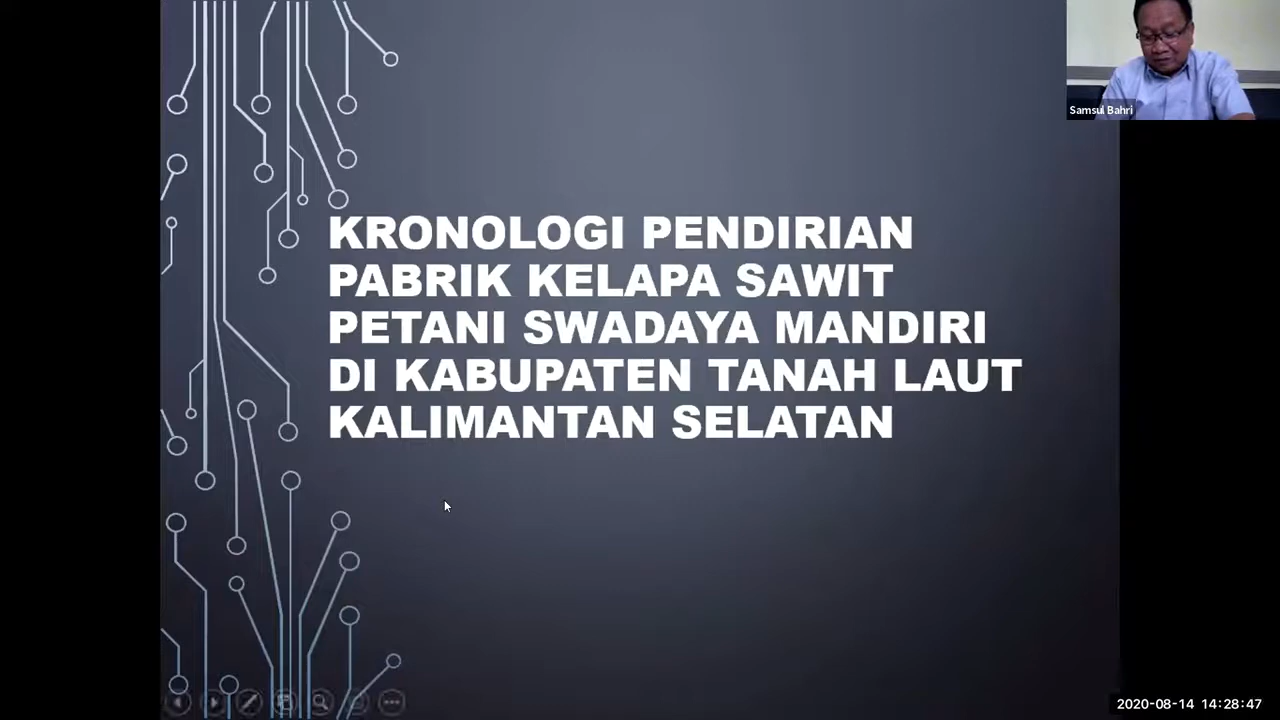 Samsul Bahri
KRONOLOGI PENDIRIAN
PABRIK KELAPA SAWIT
PETANI SWADAYA MANDIRI
DI KABUPATEN TANAH LAUT
KALIMANTAN SELATAN
2020-08-14 14:28:47